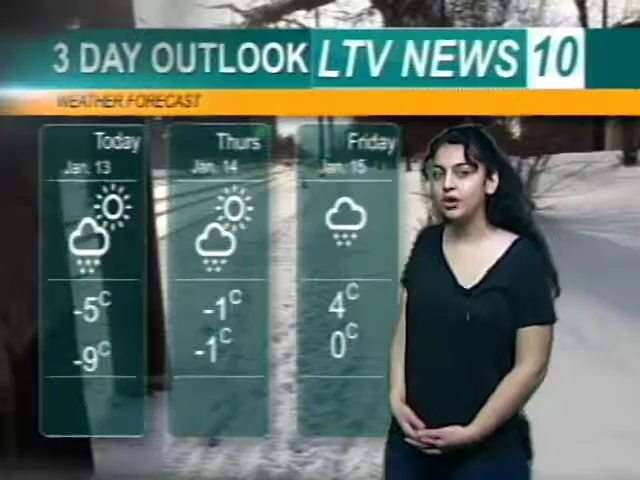 3 DAY OUTLOOK LTV NEWS 10
WEATHER FORECAST
Today Thurs Friday
Jan. 13 Jan. 14 Jan. 15
-5C -1C 4C
-9C -1C 0C